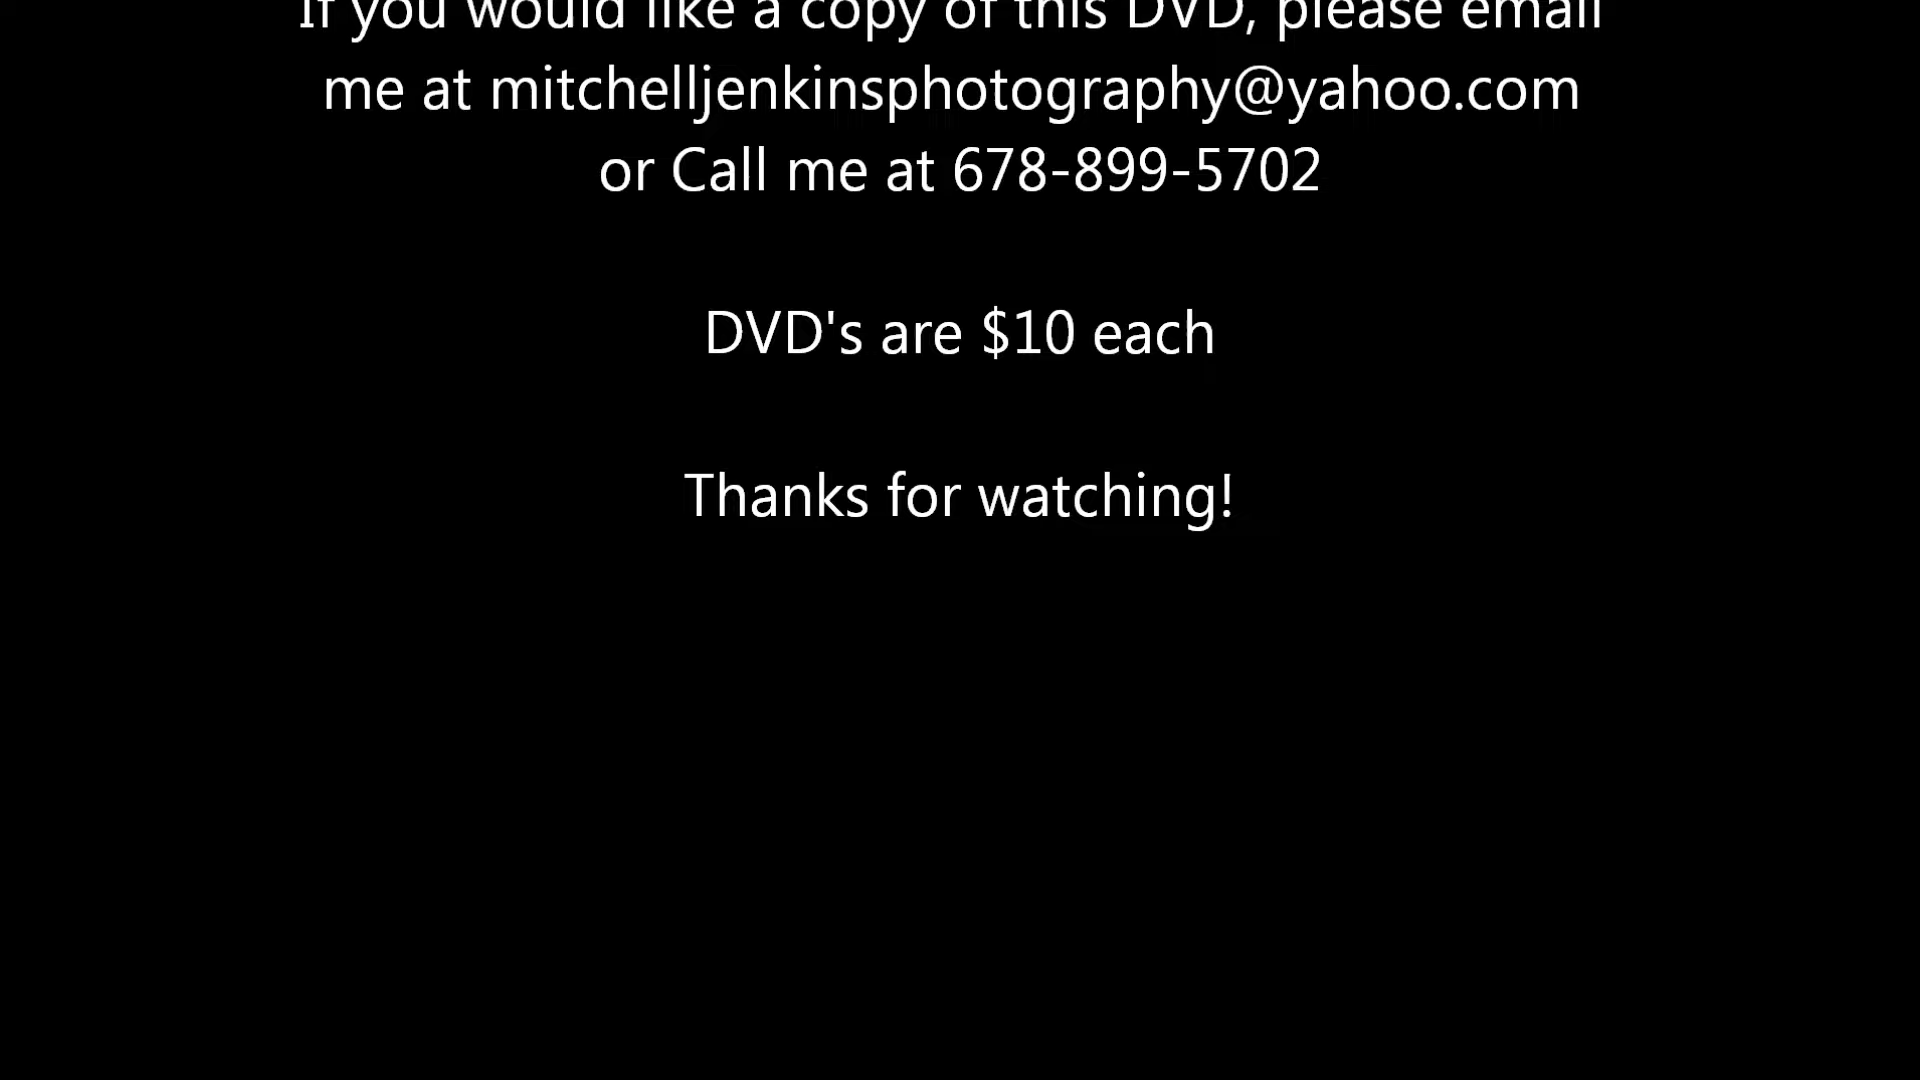 If you would like a copy of this DVD, please email
me at mitchelljenkinsphotography@yahoo.com
or Call me at 678-899-5702
DVD's are $10 each
Thanks for watching!